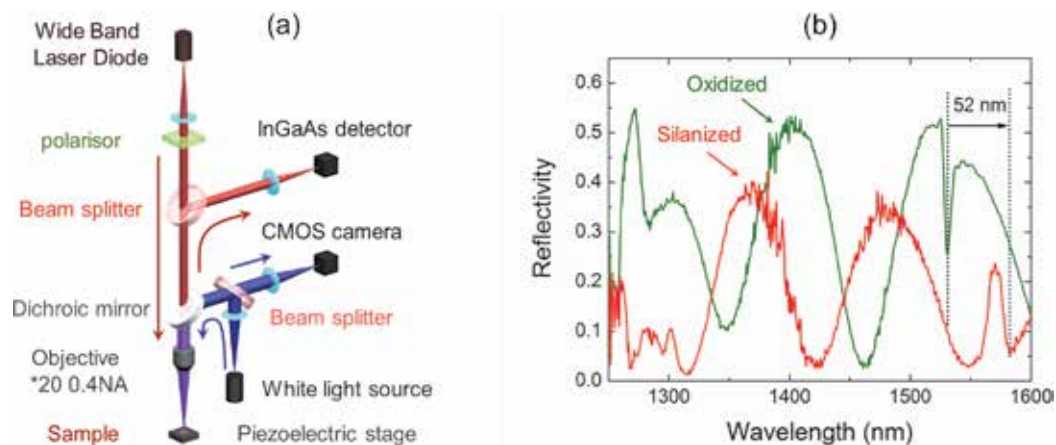 (a)
Wide Band
Laser Diode
polarisor
InGaAs detector
Beam splitter
CMOS camera
Dichroic mirror
Beam splitter
Objective
*20 0.4NA
White light source
Sample
Piezoelectric stage
(b)
Reflectivity
0.6
0.5
0.4
0.3
0.2
0.1
0.0
Oxidized
Silanized
52 nm
1300
1400
1500
1600
Wavelength (nm)